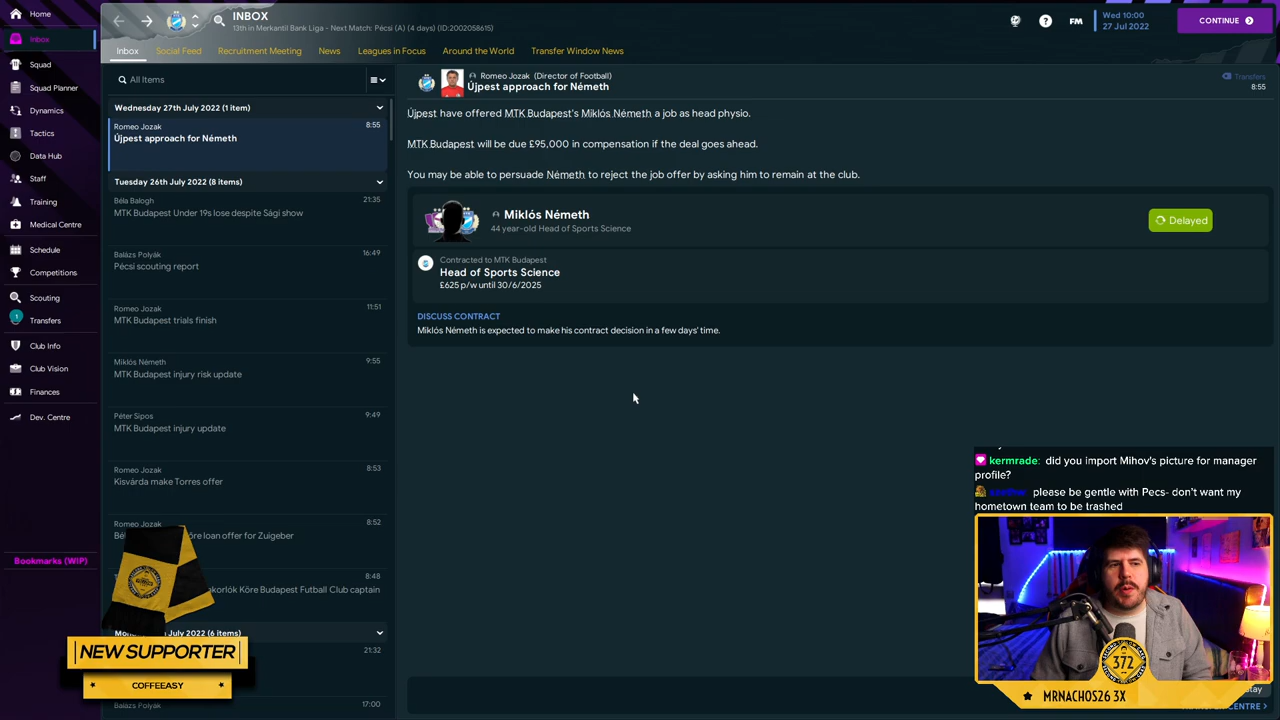 Home
Inbox
Squad
Squad Planner
Dynamics
Tactics
Data Hub
Staff
Training
Medical Centre
Schedule
Competitions
Scouting
1
Transfers
Club Info
Club Vision
Finances
Dev. Centre
Bookmarks (WIP)
INBOX
13th in Merkantil Bank Liga - Next Match: Pécsi (A) (4 days) (ID:2002058615)
?
FM
Wed 10:00
27 Jul 2022
CONTINUE
Inbox
Social Feed
Recruitment Meeting
News
Leagues in Focus
Around the World
Transfer Window News
All Items
Wednesday 27th July 2022 (1 item)
Romeo Jozak 8:55
Újpest approach for Németh
Tuesday 26th July 2022 (8 items)
Béla Balogh 21:35
MTK Budapest Under 19s lose despite Sági show
Balázs Polyák 16:49
Pécsi scouting report
Romeo Jozak 11:51
MTK Budapest trials finish
Miklós Németh 9:55
MTK Budapest injury risk update
Péter Sipos 9:49
MTK Budapest injury update
Romeo Jozak 8:53
Kisvárda make Torres offer
Romeo Jozak 8:52
offer for Zuigeber
8:48
Köre Budapest Futball Club captain
July 2022 (6 items)
21:32
Balázs Polyák 17:00
Romeo Jozak (Director of Football)
Újpest approach for Németh
Transfers
8:55
Újpest have offered MTK Budapest's Miklós Németh a job as head physio.
MTK Budapest will be due £95,000 in compensation if the deal goes ahead.
You may be able to persuade Németh to reject the job offer by asking him to remain at the club.
Miklós Németh
44 year-old Head of Sports Science
Delayed
Contracted to MTK Budapest
Head of Sports Science
£625 p/w until 30/6/2025
DISCUSS CONTRACT
Miklós Németh is expected to make his contract decision in a few days' time.
kermrade: did you import Mihov's picture for manager
profile?
please be gentle with Pecs- don't want my
hometown team to be trashed
NEW SUPPORTER
COFFEEASY
372
MRNACHOS26 3X